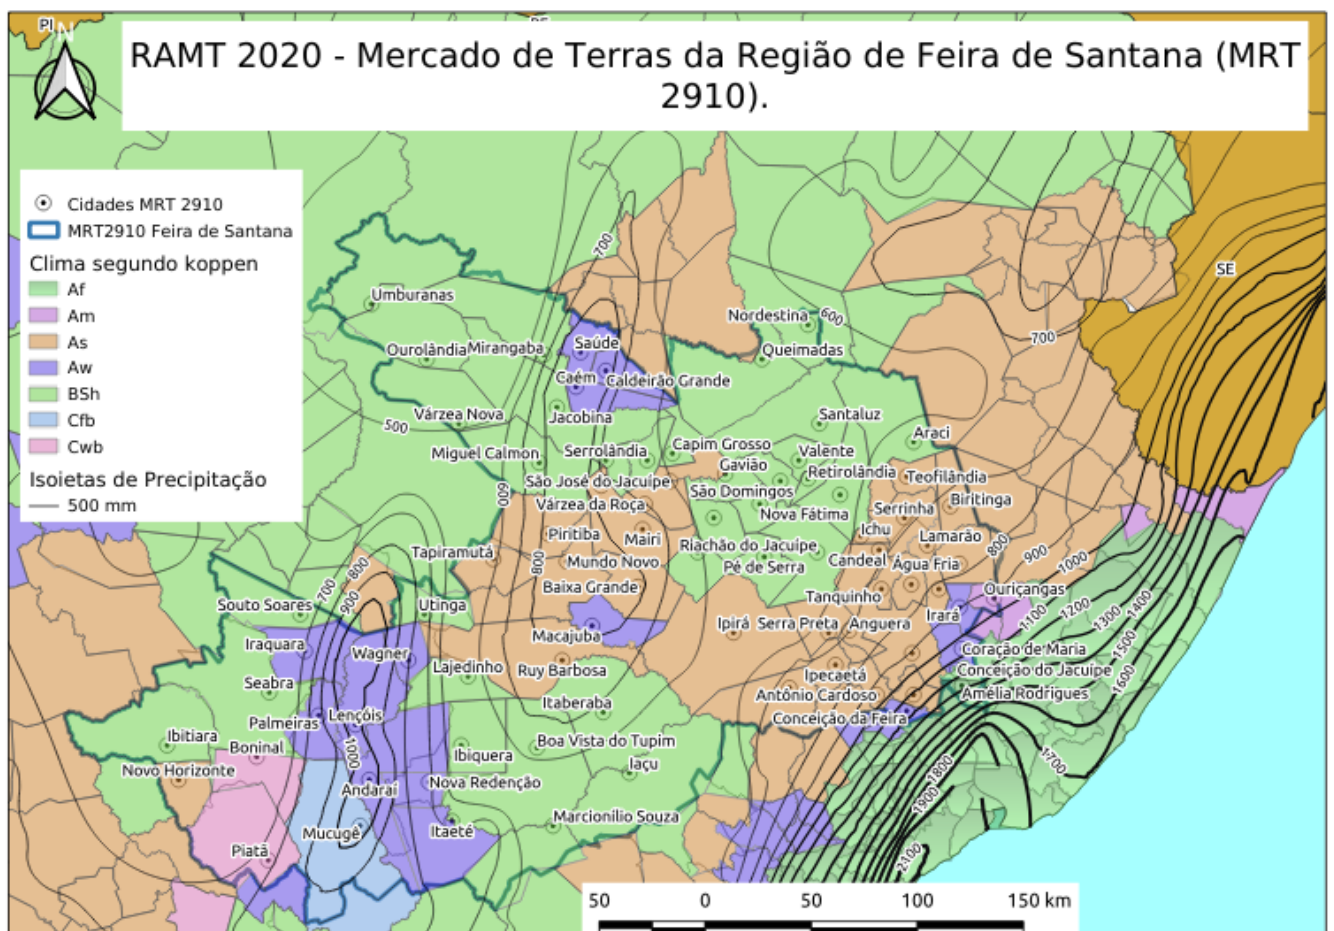 PI
N
RAMT 2020 - Mercado de Terras da Região de Feira de Santana (MRT
2910).
Cidades MRT 2910
MRT2910 Feira de Santana
Clima segundo koppen
Af
Am
As
Aw
BSh
Cfb
Cwb
Isoietas de Precipitação
500 mm
SE
700
Umburanas
Nordestina
600
700
Ourolândia
Mirangaba
Saúde
Queimadas
Caém
Caldeirão Grande
Várzea Nova
Jacobina
Santaluz
500
Araci
Miguel Calmon
Serrolândia
Capim Grosso
Valente
Gavião
Retirolândia
Teofilândia
São José do Jacuípe
São Domingos
600
Várzea da Roça
Nova Fátima
Serrinha
Biritinga
Piritiba
Mairi
Ichu
Lamarão
Tapiramutá
800
Mundo Novo
Riachão do Jacuípe
Pé de Serra
Candeal
Água Fria
800
900
1000
Baixa Grande
Tanquinho
Ouriçangas
700
800
900
Souto Soares
Utinga
Irará
1100
1200
1300
1400
Macajuba
Ipirá
Serra Preta
Anguera
Iraquara
Wagner
Coração de Maria
1500
Lajedinho
Ruy Barbosa
Ipecaetá
Conceição do Jacuípe
1600
Seabra
Antônio Cardoso
Amélia Rodrigues
Itaberaba
Palmeiras
Lençóis
Conceição da Feira
Ibitiara
Boninal
1000
Ibiquera
Boa Vista do Tupim
1700
Novo Horizonte
Iaçu
1800
Andaraí
Nova Redenção
1900
Mucugê
Itaeté
Marcionílio Souza
Piatã
2100
50 0 50 100 150 km